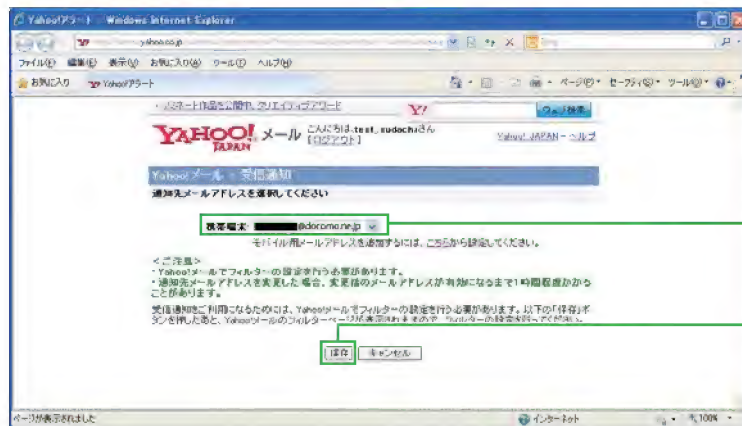 Yahoo!アラート - Windows Internet Explorer
yahoo.co.jp
ファイル(F) 編集(E) 表示(V) お気に入り(A) ツール(T) ヘルプ(H)
お気に入り Yahoo!アラート ページ(P) セーフティ(S) ツール(O)
ウェブ検索
YAHOO! JAPAN メール こんにちは、test_sudachiさん
[ログアウト] Yahoo! JAPAN - ヘルプ
Yahoo!メール - 受信通知
通知先メールアドレスを選択してください
携帯端末: @docomo.ne.jp
モバイル用メールアドレスを追加するには、こちらから設定してください。
<ご注意>
・Yahoo!メールでフィルターの設定を行う必要があります。
・通知先メールアドレスを変更した場合、変更後のメールアドレスが有効になるまで1時間程度かかる
ことがあります。
受信通知をご利用になるためには、Yahoo!メールでフィルターの設定を行う必要があります。以下の「保存」ボ
タンを押したあと、Yahoo!メールのフィルターページが表示されますので、フィルターの設定を行ってください。
保存 キャンセル
ページが表示されました インターネット 100%